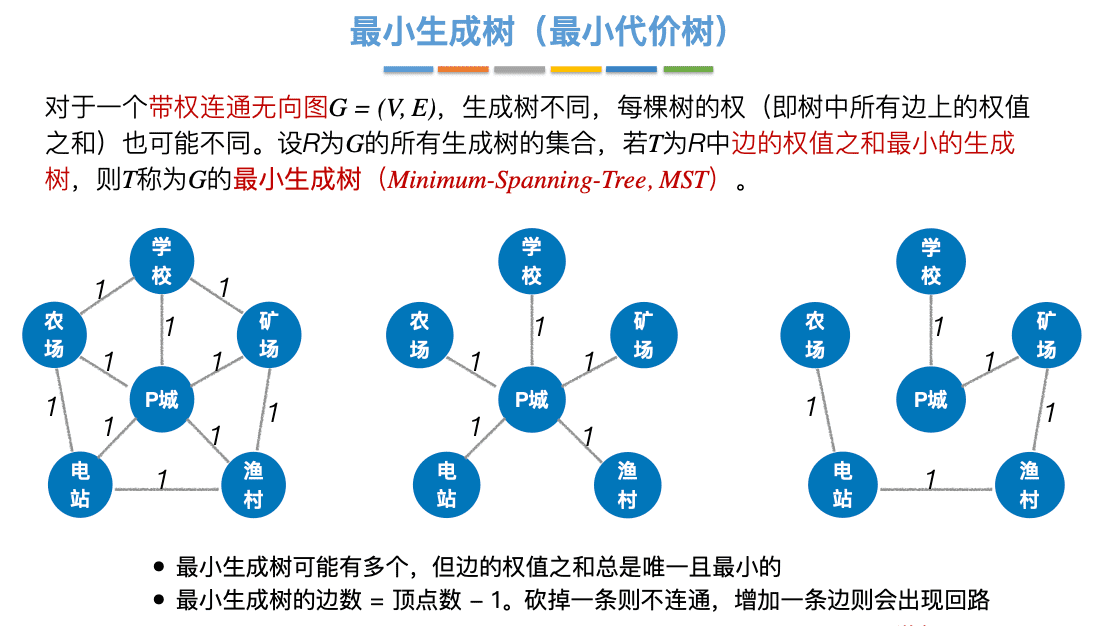 最小生成树（最小代价树）
对于一个带权连通无向图G = (V, E)，生成树不同，每棵树的权（即树中所有边上的权值
之和）也可能不同。设R为G的所有生成树的集合，若T为R中边的权值之和最小的生成
树，则T称为G的最小生成树（Minimum-Spanning-Tree, MST）。
学
校
1
1
农
场
1
矿
场
1
1
P城
1
1
1
1
电
站
1
渔
村
学
校
农
场
1
矿
场
1
1
P城
1
1
电
站
渔
村
学
校
农
场
1
矿
场
1
P城
1
1
电
站
1
渔
村
• 最小生成树可能有多个，但边的权值之和总是唯一且最小的
• 最小生成树的边数 = 顶点数 − 1。砍掉一条则不连通，增加一条边则会出现回路